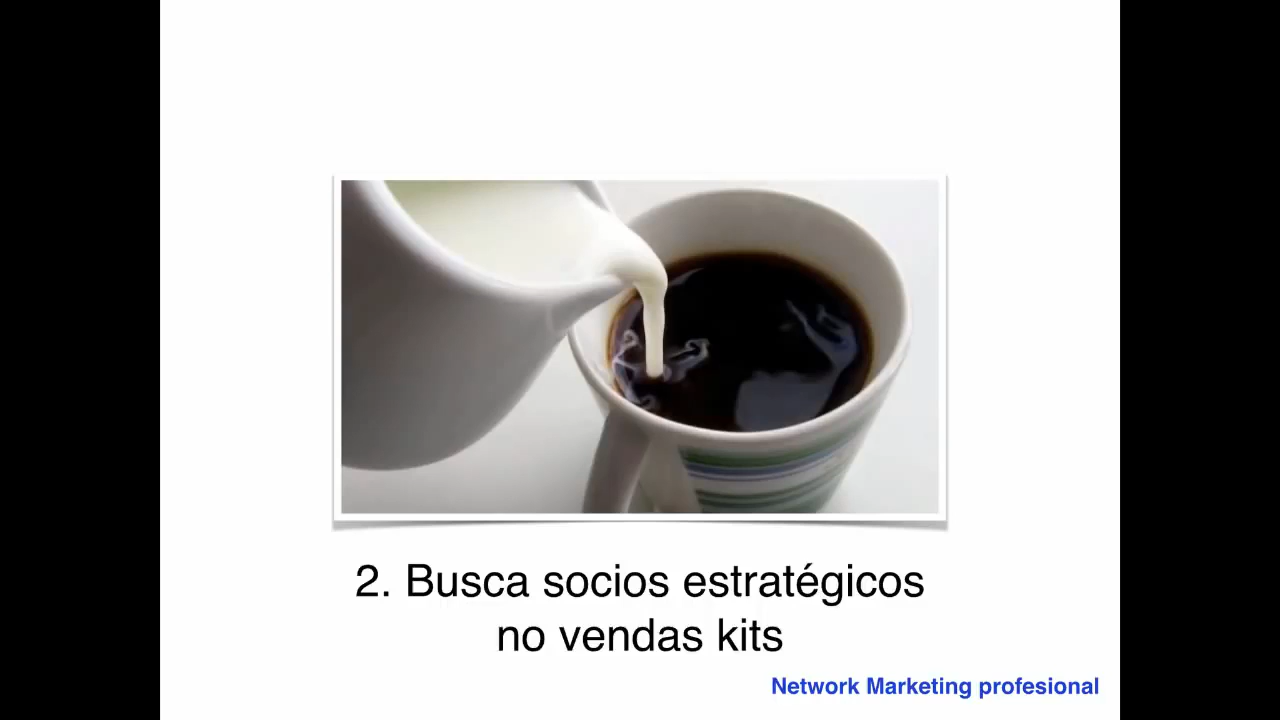 2. Busca socios estratégicos
no vendas kits
Network Marketing profesional